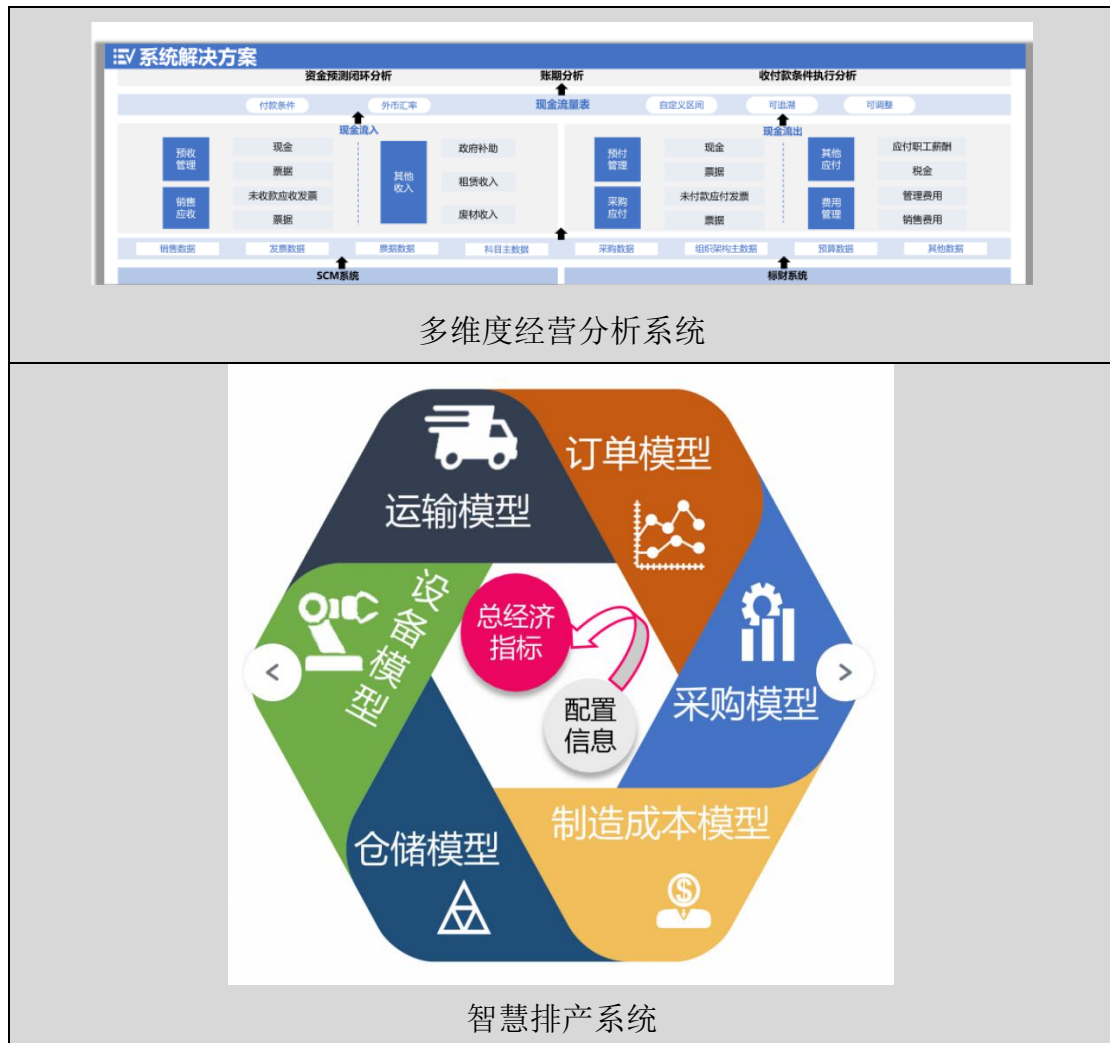 系统解决方案
资金预测闭环分析 账期分析 收付款条件执行分析
付款条件 外币汇率 现金流量表 自定义区间 可追溯 可调整
现金流入 现金流出
预收
管理
现金
票据
销售
应收
未收款应收发票
票据
其他
收入
政府补助
租赁收入
废材收入
预付
管理
现金
票据
采购
应付
未付款应付发票
票据
其他
应付
应付职工薪酬
税金
费用
管理
管理费用
销售费用
销售数据 发票数据 票据数据 科目主数据 采购数据 组织架构主数据 预算数据 其他数据
SCM系统 标财系统
多维度经营分析系统
运输模型
订单模型
设备模型
总经济
指标
配置
信息
采购模型
仓储模型
制造成本模型
智慧排产系统